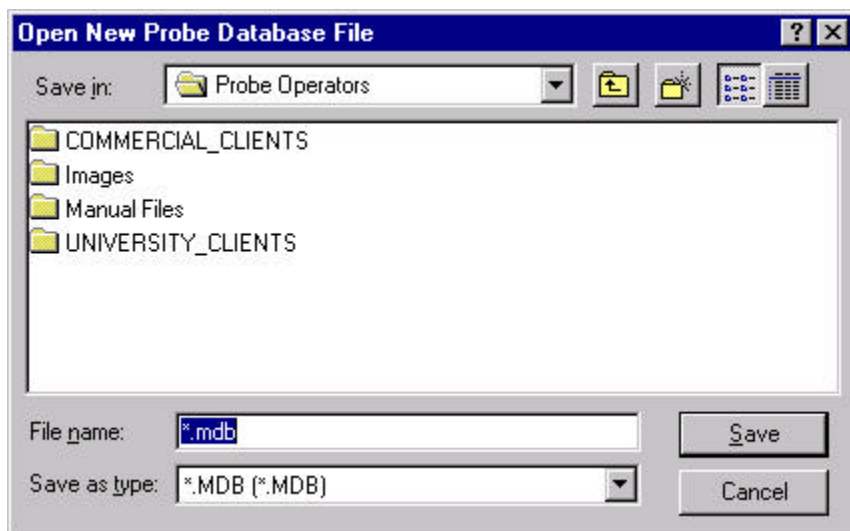 Open New Probe Database File
Save in: Probe Operators
COMMERCIAL_CLIENTS
Images
Manual Files
UNIVERSITY_CLIENTS
File name: *.mdb Save
Save as type: *.MDB (*.MDB) Cancel